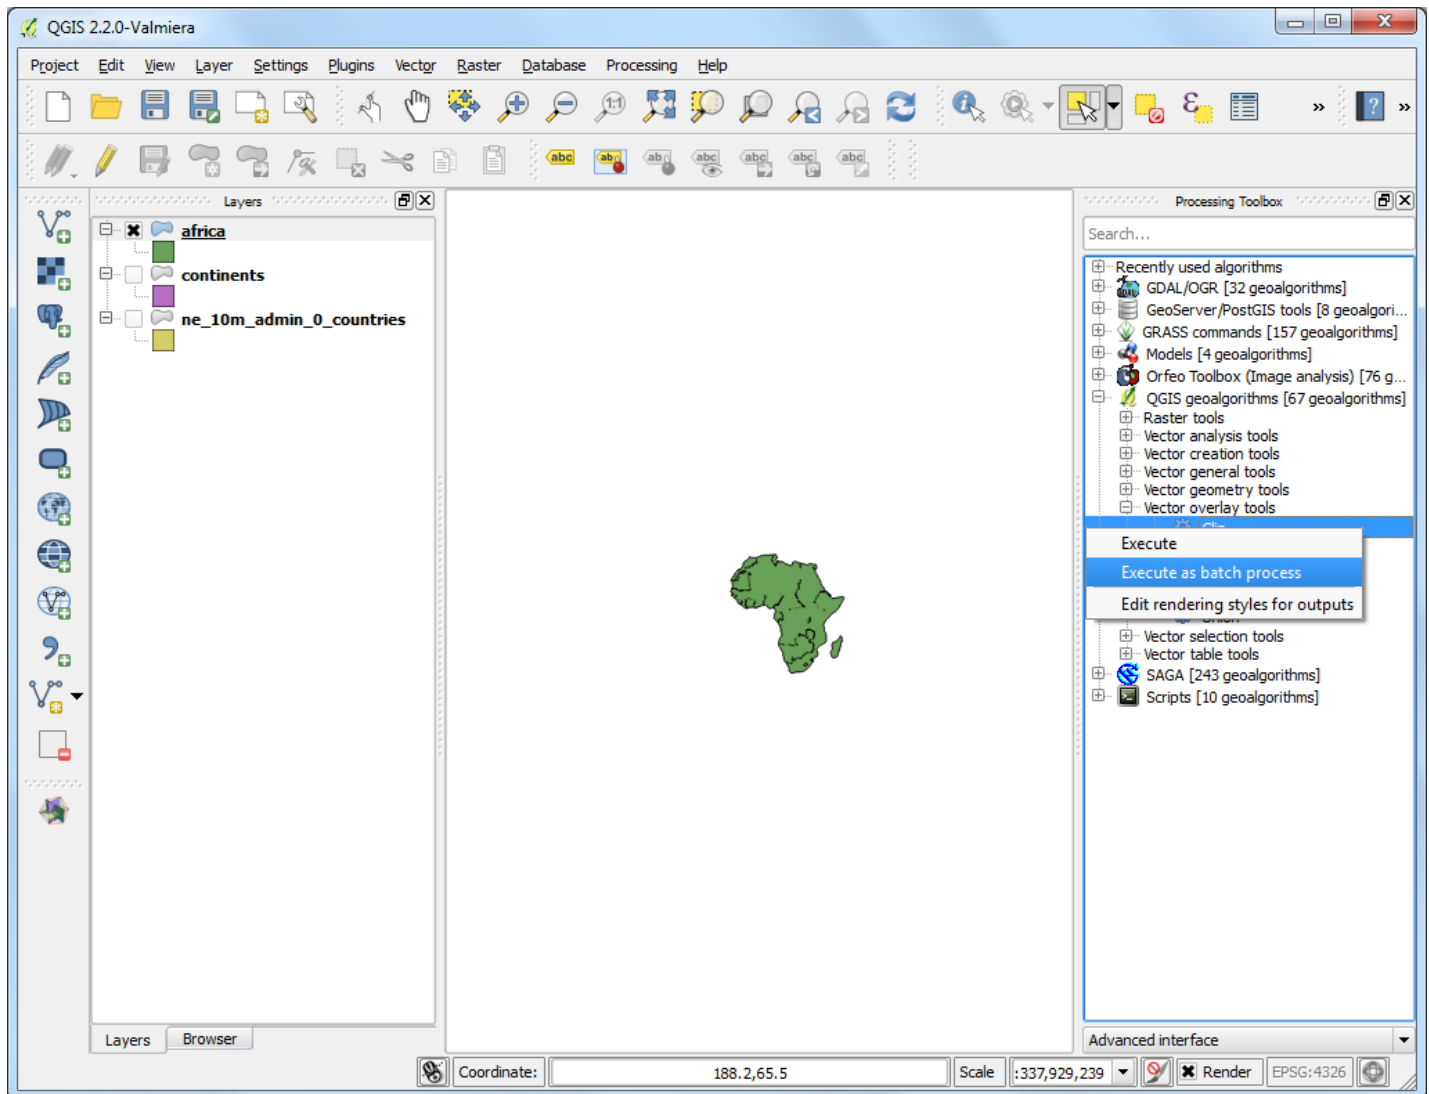 QGIS 2.2.0-Valmiera
Project Edit View Layer Settings Plugins Vector Raster Database Processing Help
Layers
africa
continents
ne_10m_admin_0_countries
Layers Browser
Processing Toolbox
Search...
Recently used algorithms
GDAL/OGR [32 geoalgorithms]
GeoServer/PostGIS tools [8 geoalgori...
GRASS commands [157 geoalgorithms]
Models [4 geoalgorithms]
Orfeo Toolbox (Image analysis) [76 g...
QGIS geoalgorithms [67 geoalgorithms]
Raster tools
Vector analysis tools
Vector creation tools
Vector general tools
Vector geometry tools
Vector overlay tools
Execute
Execute as batch process
Edit rendering styles for outputs
Vector selection tools
Vector table tools
SAGA [243 geoalgorithms]
Scripts [10 geoalgorithms]
Advanced interface
Coordinate: 188.2,65.5 Scale :337,929,239 Render EPSG:4326